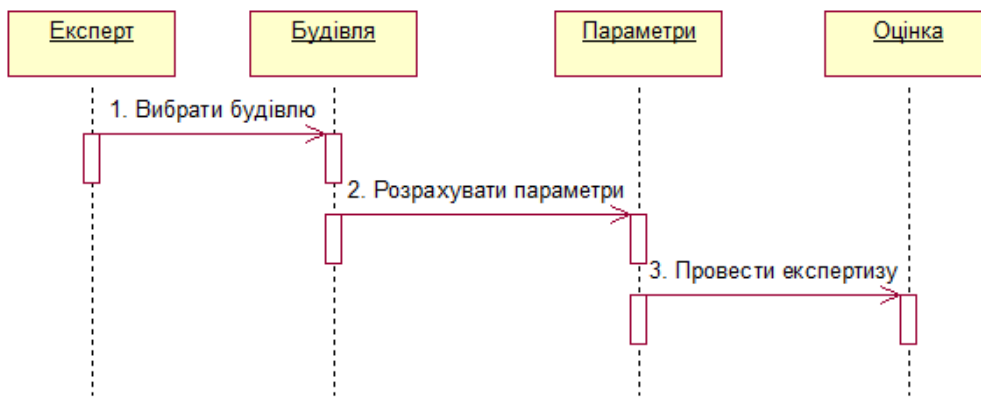 Експерт
Будівля
Параметри
Оцінка
1. Вибрати будівлю
2. Розрахувати параметри
3. Провести експертизу